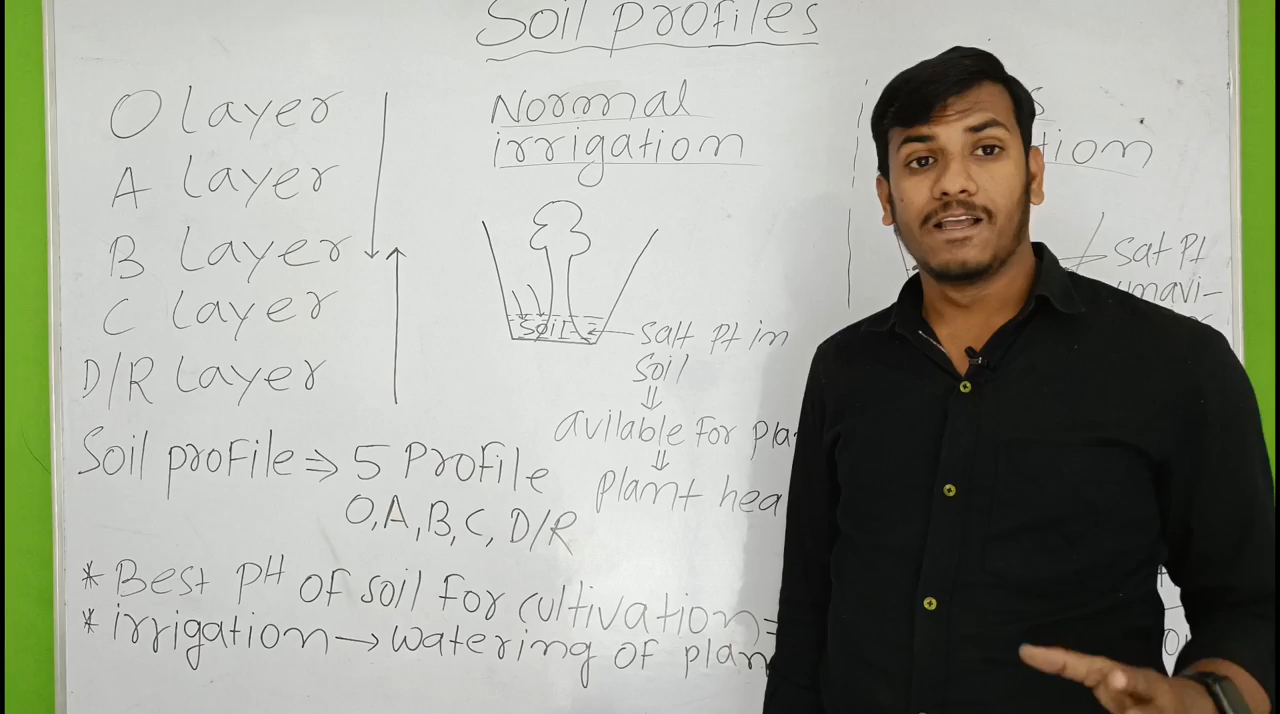 Soil profiles
O Layer
A Layer
B Layer
C Layer
D/R Layer
Soil profile ⇒ 5 Profile
O, A, B, C, D/R
* Best PH of soil for cultivation =
* irrigation → watering of plan
Normal
irrigation
Soil
salt Pt in
soil
⇓
avilable for pla
⇓
plant hea
s
tion
salt Pt